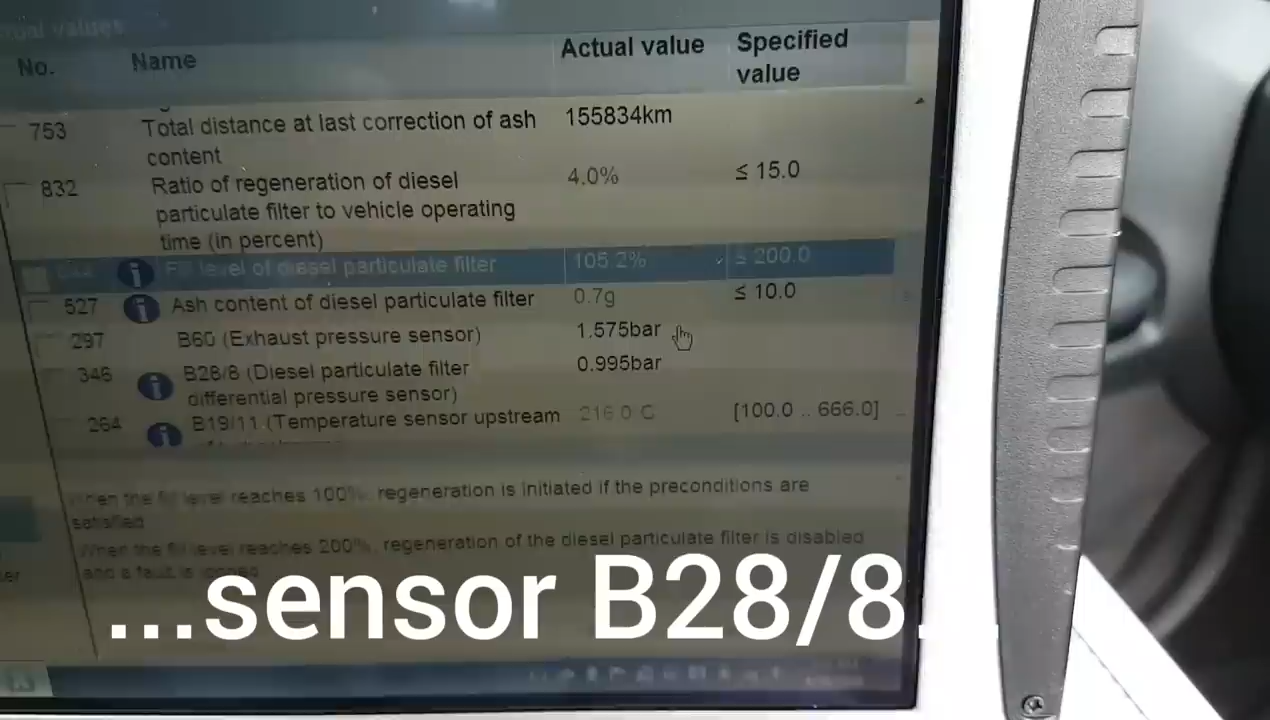 Actual values
No. Name Actual value Specified value
753 Total distance at last correction of ash content 155834km
832 Ratio of regeneration of diesel particulate filter to vehicle operating time (in percent) 4.0% ≤ 15.0
Fill level of diesel particulate filter 105.2% ≤ 200.0
527 Ash content of diesel particulate filter 0.7g ≤ 10.0
297 B60 (Exhaust pressure sensor) 1.575bar
346 B28/8 (Diesel particulate filter differential pressure sensor) 0.995bar
264 B19/11 (Temperature sensor upstream 216.0 C [100.0 .. 666.0]
When the fill level reaches 100%, regeneration is initiated if the preconditions are
satisfied.
When the fill level reaches 200%, regeneration of the diesel particulate filter is disabled
and a fault is logged.
...sensor B28/8...